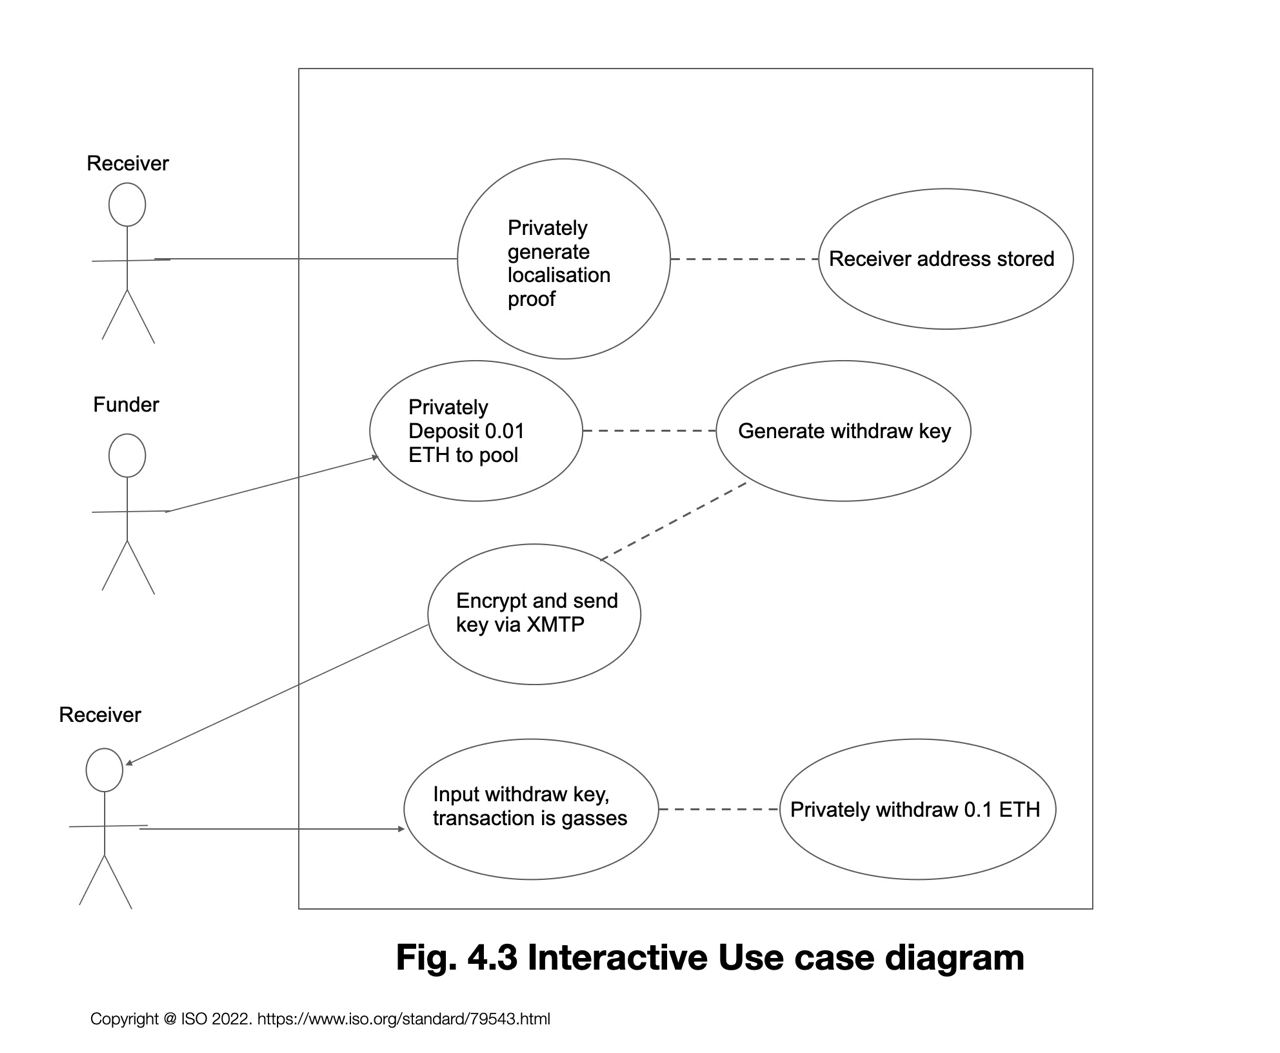 Receiver
Privately
generate
localisation
proof
Receiver address stored
Funder
Privately
Deposit 0.01
ETH to pool
Generate withdraw key
Encrypt and send
key via XMTP
Receiver
Input withdraw key,
transaction is gasses
Privately withdraw 0.1 ETH
Fig. 4.3 Interactive Use case diagram
Copyright @ ISO 2022. https://www.iso.org/standard/79543.html